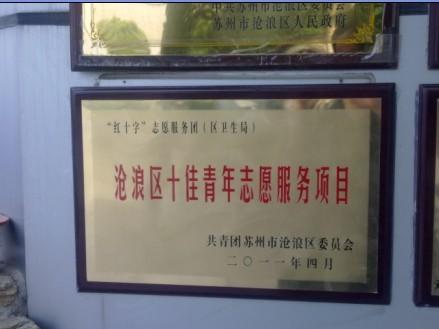 中共苏州市沧浪区委员会
苏州市沧浪区人民政府
“红十字”志愿服务团（区卫生局）
沧浪区十佳青年志愿服务项目
共青团苏州市沧浪区委员会
二〇一一年四月